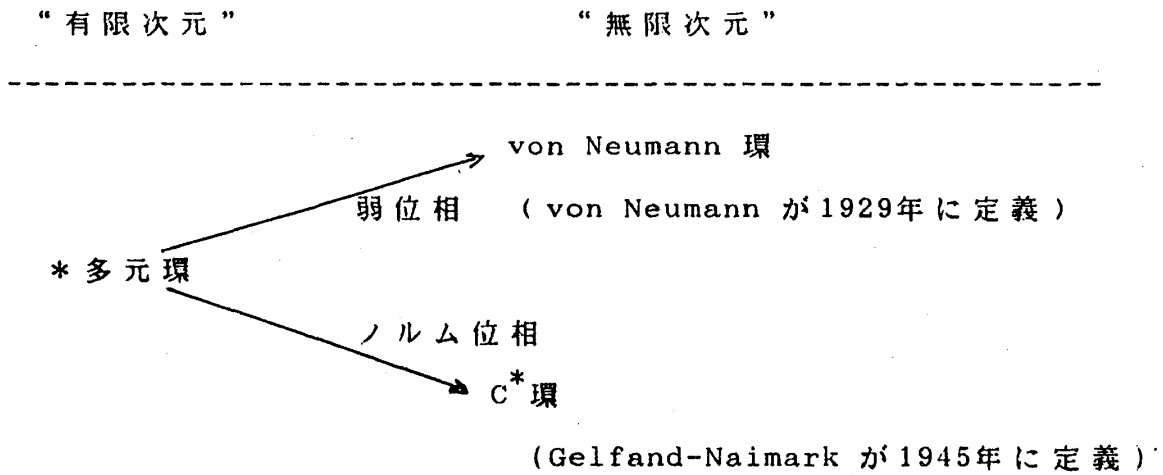 “有限次元” “無限次元”
von Neumann 環
弱位相 ( von Neumann が1929年に定義 )
*多元環
ノルム位相
C*環
(Gelfand-Naimark が1945年に定義)